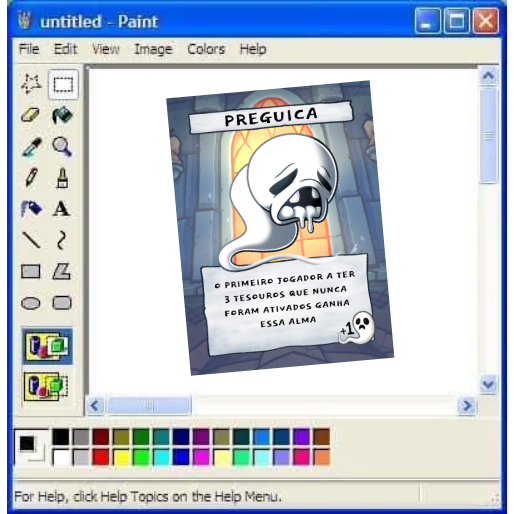 untitled - Paint
File Edit View Image Colors Help
A
PREGUICA
O PRIMEIRO JOGADOR A TER
3 TESOUROS QUE NUNCA
FORAM ATIVADOS GANHA
ESSA ALMA
+1
For Help, click Help Topics on the Help Menu.